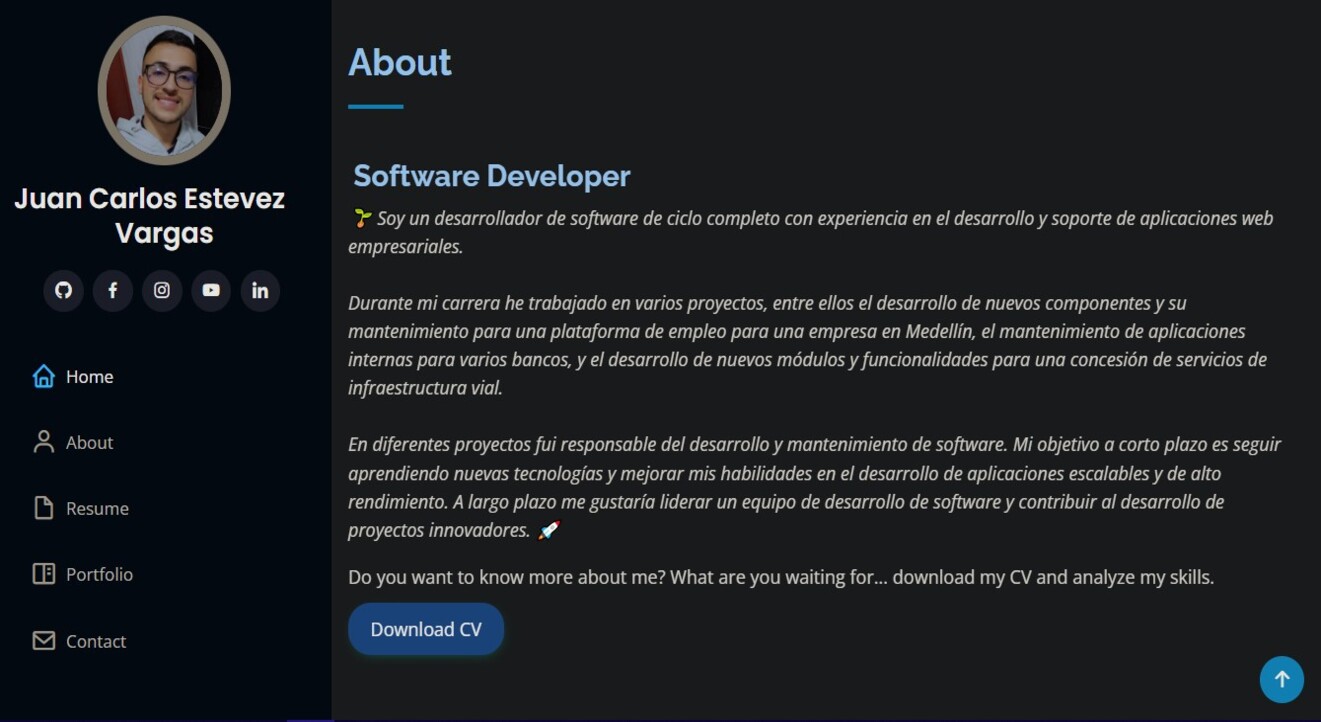 Juan Carlos Estevez
Vargas
Home
About
Resume
Portfolio
Contact
About
Software Developer
🌱 Soy un desarrollador de software de ciclo completo con experiencia en el desarrollo y soporte de aplicaciones web
empresariales.
Durante mi carrera he trabajado en varios proyectos, entre ellos el desarrollo de nuevos componentes y su
mantenimiento para una plataforma de empleo para una empresa en Medellín, el mantenimiento de aplicaciones
internas para varios bancos, y el desarrollo de nuevos módulos y funcionalidades para una concesión de servicios de
infraestructura vial.
En diferentes proyectos fui responsable del desarrollo y mantenimiento de software. Mi objetivo a corto plazo es seguir
aprendiendo nuevas tecnologías y mejorar mis habilidades en el desarrollo de aplicaciones escalables y de alto
rendimiento. A largo plazo me gustaría liderar un equipo de desarrollo de software y contribuir al desarrollo de
proyectos innovadores. 🚀
Do you want to know more about me? What are you waiting for... download my CV and analyze my skills.
Download CV